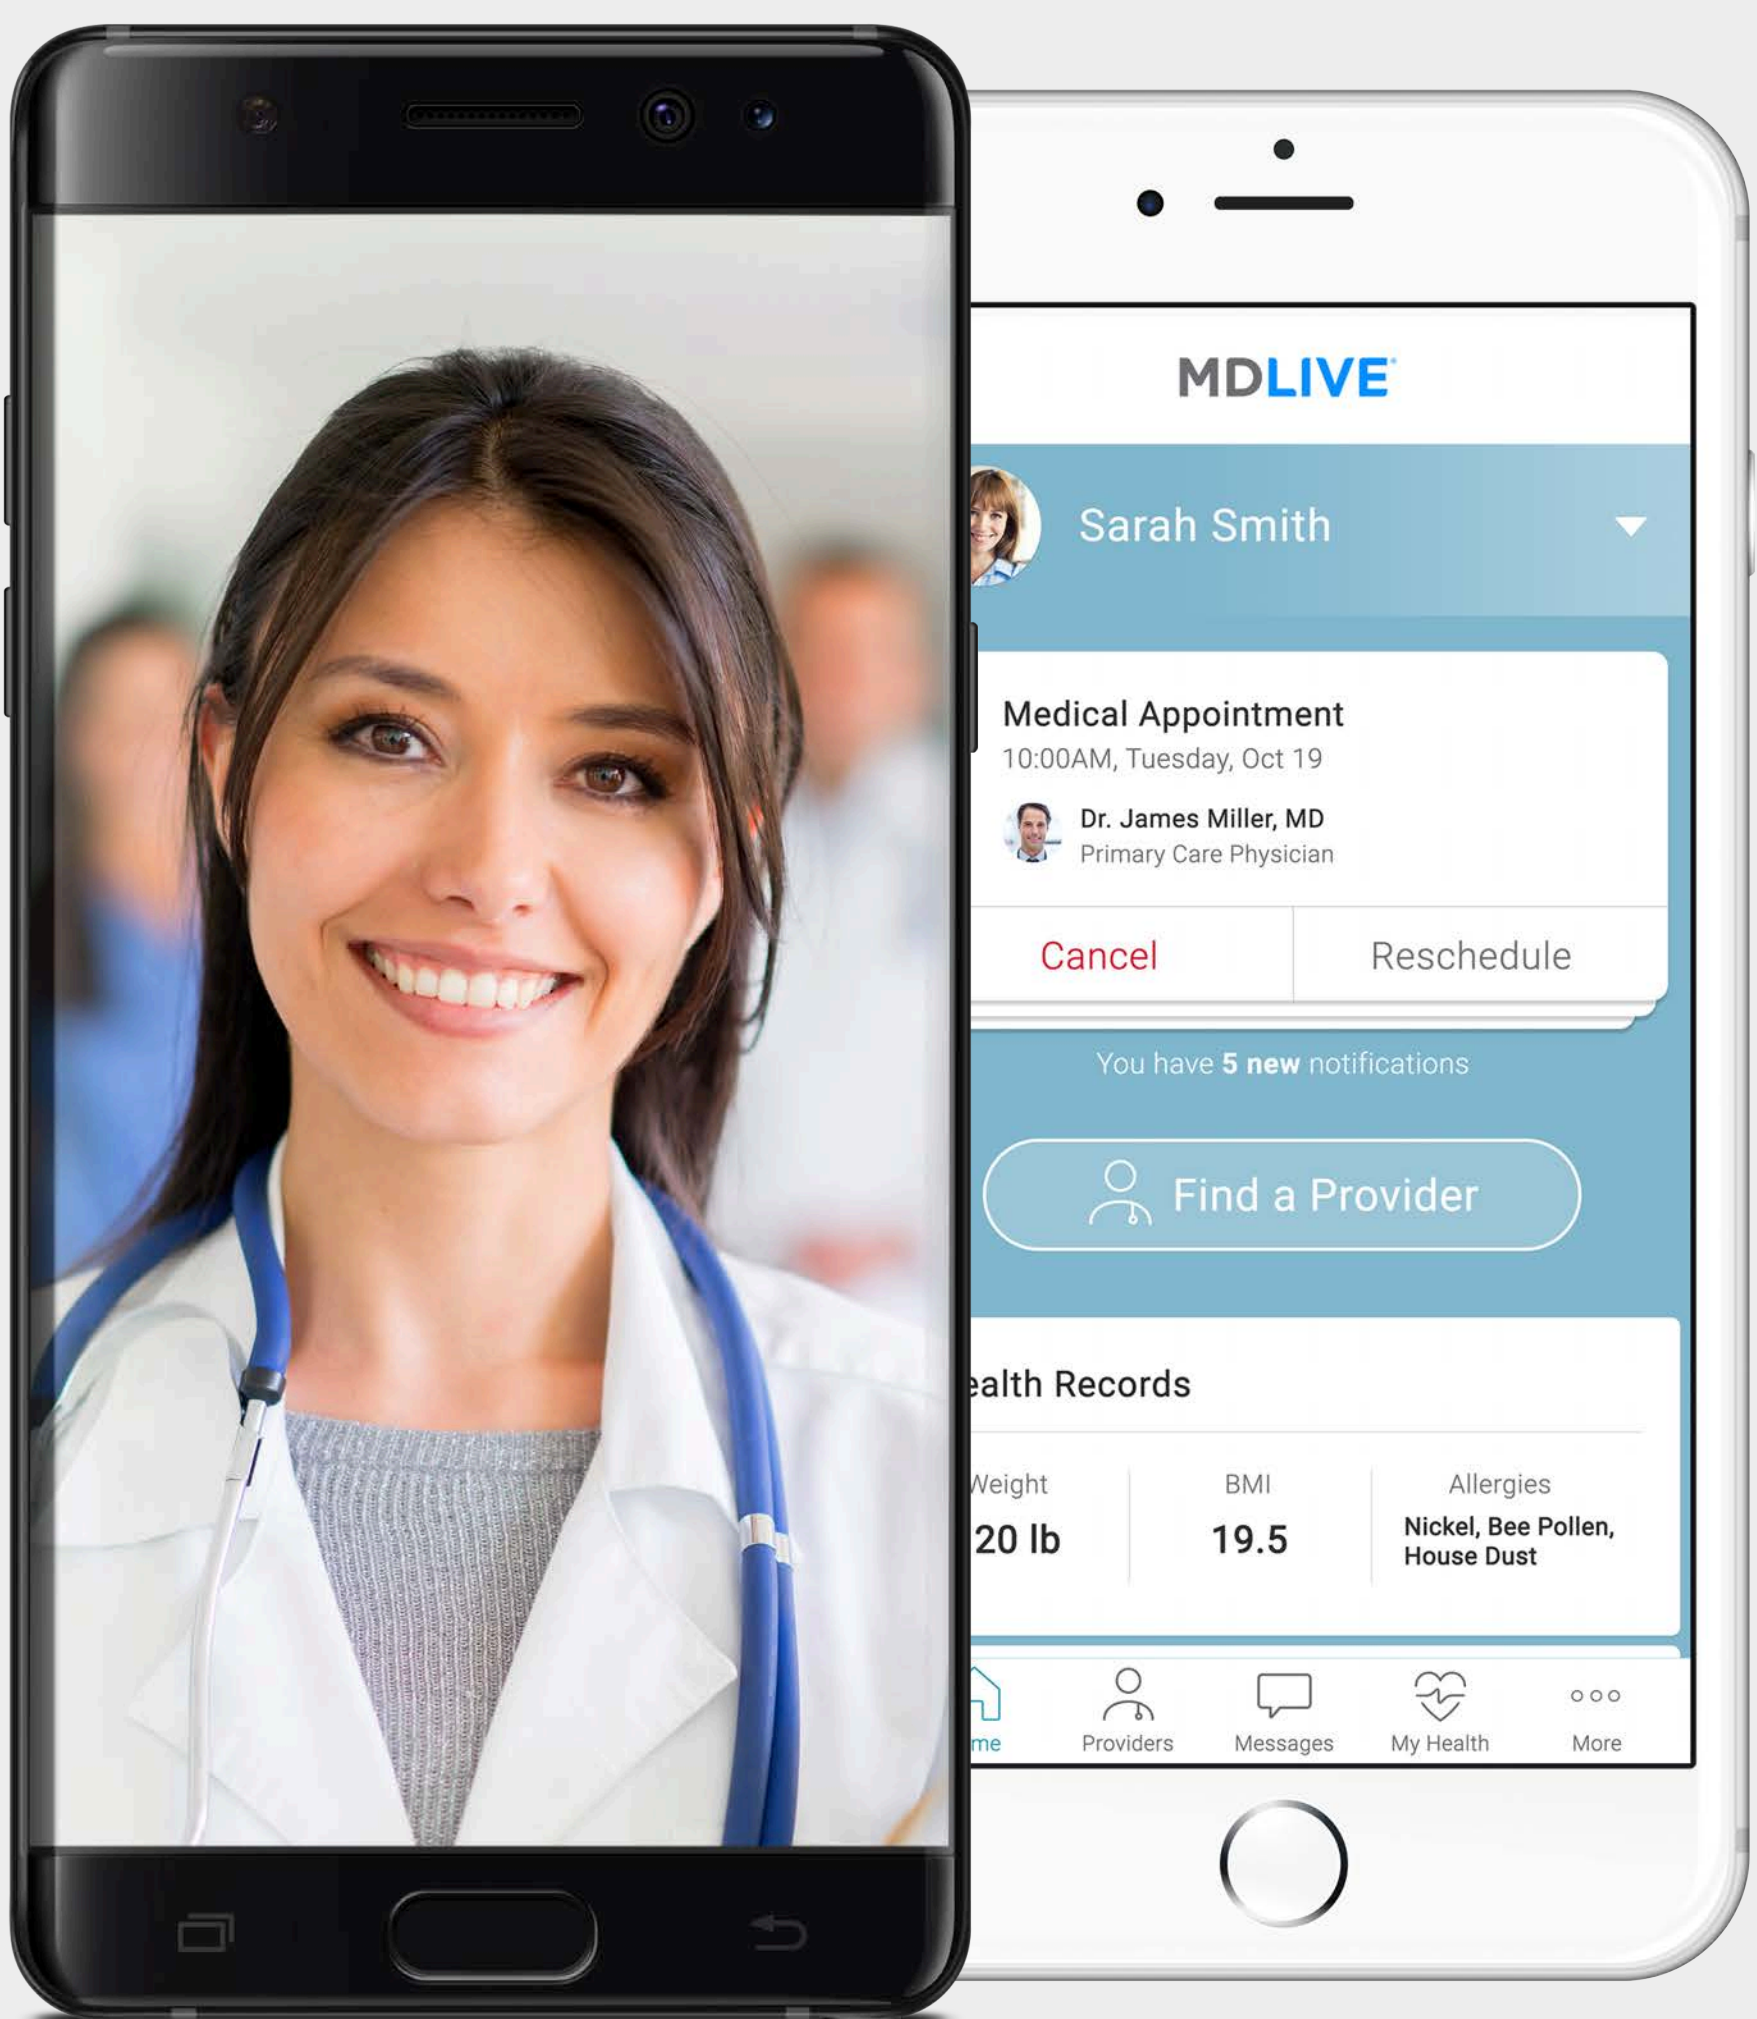 MDLIVE
Sarah Smith
Medical Appointment
10:00AM, Tuesday, Oct 19
Dr. James Miller, MD
Primary Care Physician
Cancel
Reschedule
You have 5 new notifications
Find a Provider
ealth Records
Weight
BMI
Allergies
20 lb
19.5
Nickel, Bee Pollen,
House Dust
me
Providers
Messages
My Health
More